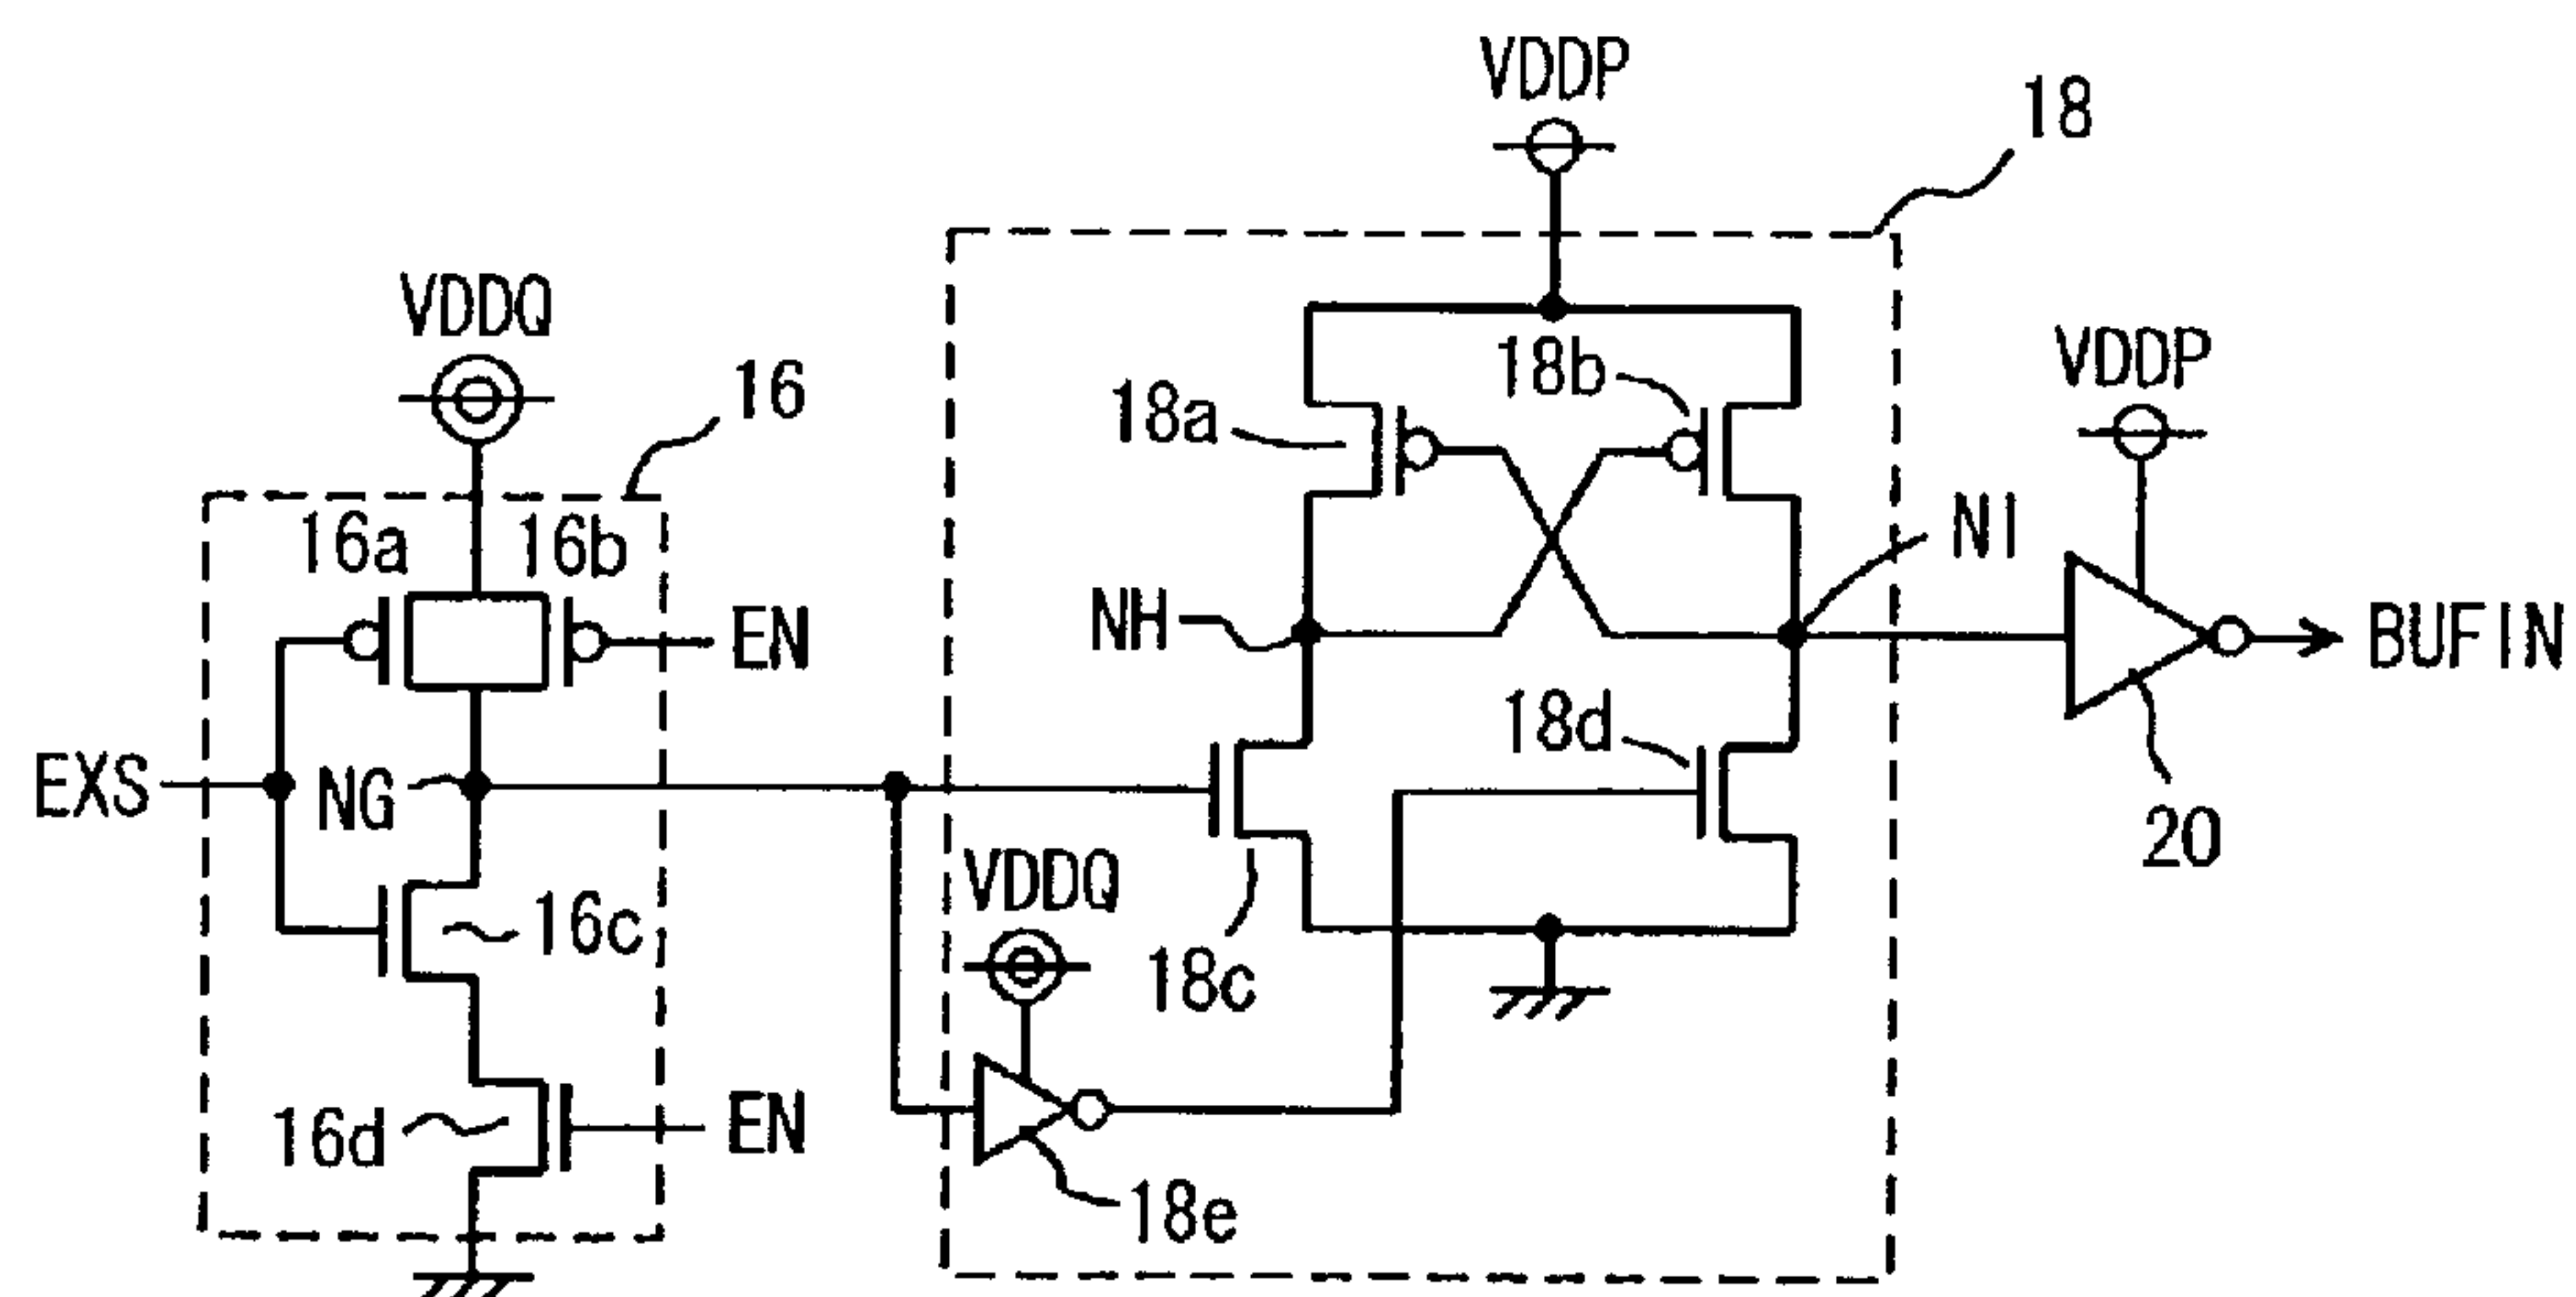 VDDP
18
VDDQ
16
18a
18b
VDDP
16a
16b
EN
NH
NI
BUFIN
EXS
NG
18d
20
16c
VDDQ
18c
16d
EN
18e